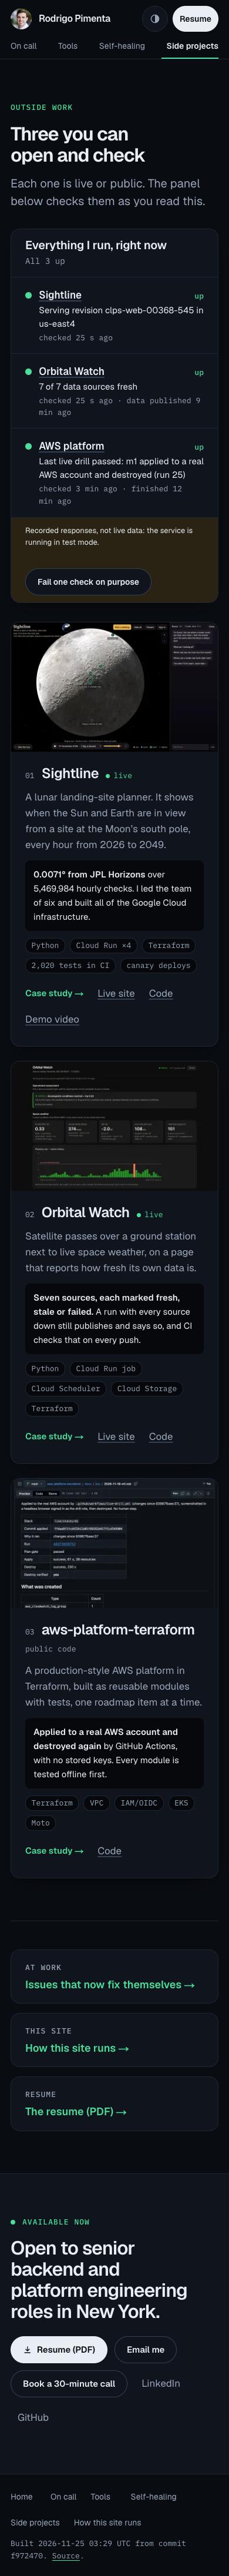 Rodrigo Pimenta
Resume
On call Tools Self-healing Side projects
OUTSIDE WORK
Three you can
open and check
Each one is live or public. The panel
below checks them as you read this.
Everything I run, right now
All 3 up
Sightline up
Serving revision clps-web-00368-545 in
us-east4
checked 25 s ago
Orbital Watch up
7 of 7 data sources fresh
checked 25 s ago · data published 9
min ago
AWS platform up
Last live drill passed: m1 applied to a real
AWS account and destroyed (run 25)
checked 3 min ago · finished 12
min ago
Recorded responses, not live data: the service is
running in test mode.
Fail one check on purpose
01 Sightline live
A lunar landing-site planner. It shows
when the Sun and Earth are in view
from a site at the Moon's south pole,
every hour from 2026 to 2049.
0.0071° from JPL Horizons over
5,469,984 hourly checks. I led the team
of six and built all of the Google Cloud
infrastructure.
Python Cloud Run ×4 Terraform
2,020 tests in CI canary deploys
Case study → Live site Code
Demo video
Orbital Watch
02 Orbital Watch live
Satellite passes over a ground station
next to live space weather, on a page
that reports how fresh its own data is.
Seven sources, each marked fresh,
stale or failed. A run with every source
down still publishes and says so, and CI
checks that on every push.
Python Cloud Run job
Cloud Scheduler Cloud Storage
Terraform
Case study → Live site Code
What was created
03 aws-platform-terraform
public code
A production-style AWS platform in
Terraform, built as reusable modules
with tests, one roadmap item at a time.
Applied to a real AWS account and
destroyed again by GitHub Actions,
with no stored keys. Every module is
tested offline first.
Terraform VPC IAM/OIDC EKS
Moto
Case study → Code
AT WORK
Issues that now fix themselves →
THIS SITE
How this site runs →
RESUME
The resume (PDF) →
AVAILABLE NOW
Open to senior
backend and
platform engineering
roles in New York.
Resume (PDF) Email me
Book a 30-minute call LinkedIn
GitHub
Home On call Tools Self-healing
Side projects How this site runs
Built 2026-11-25 03:29 UTC from commit
f972470. Source.